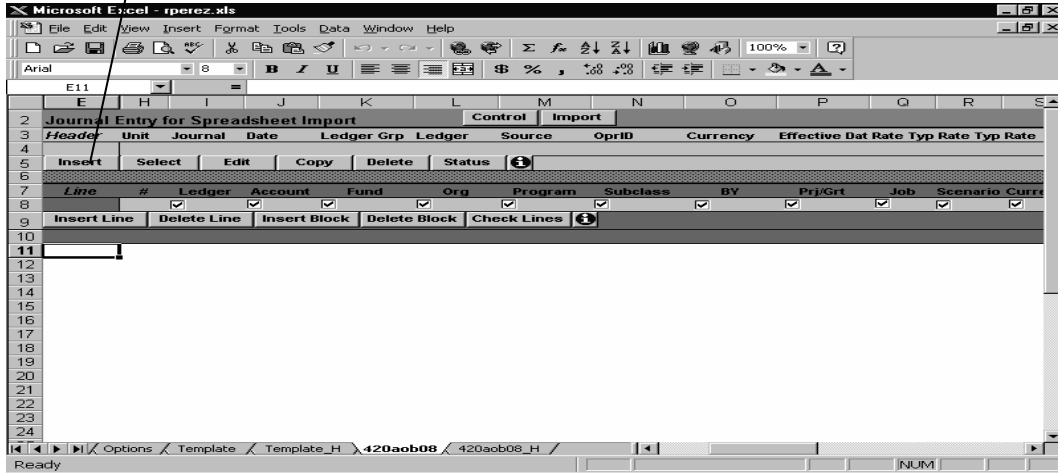 Microsoft Excel - rperez.xls
File Edit View Insert Format Tools Data Window Help
100%
Arial 8 B I U $ % ,
E11 =
E H I J K L M N O P Q R S
2 Journal Entry for Spreadsheet Import Control Import
3 Header Unit Journal Date Ledger Grp Ledger Source OprID Currency Effective Dat Rate Typ Rate Typ Rate
4
5 Insert Select Edit Copy Delete Status
6
7 Line # Ledger Account Fund Org Program Subclass BY Prj/Grt Job Scenario Curre
8
9 Insert Line Delete Line Insert Block Delete Block Check Lines
10
11
12
13
14
15
16
17
18
19
20
21
22
23
24
Options Template Template_H 420aob08 420aob08_H
Ready NUM